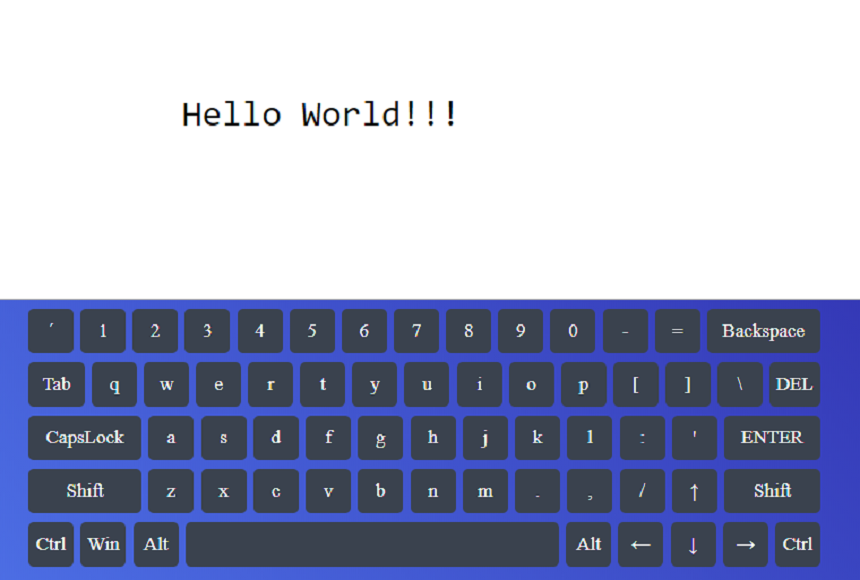 Hello World!!!
´ 1 2 3 4 5 6 7 8 9 0 - = Backspace
Tab q w e r t y u i o p [ ] \ DEL
CapsLock a s d f g h j k l : ' ENTER
Shift z x c v b n m . , / ↑ Shift
Ctrl Win Alt Alt ← ↓ → Ctrl